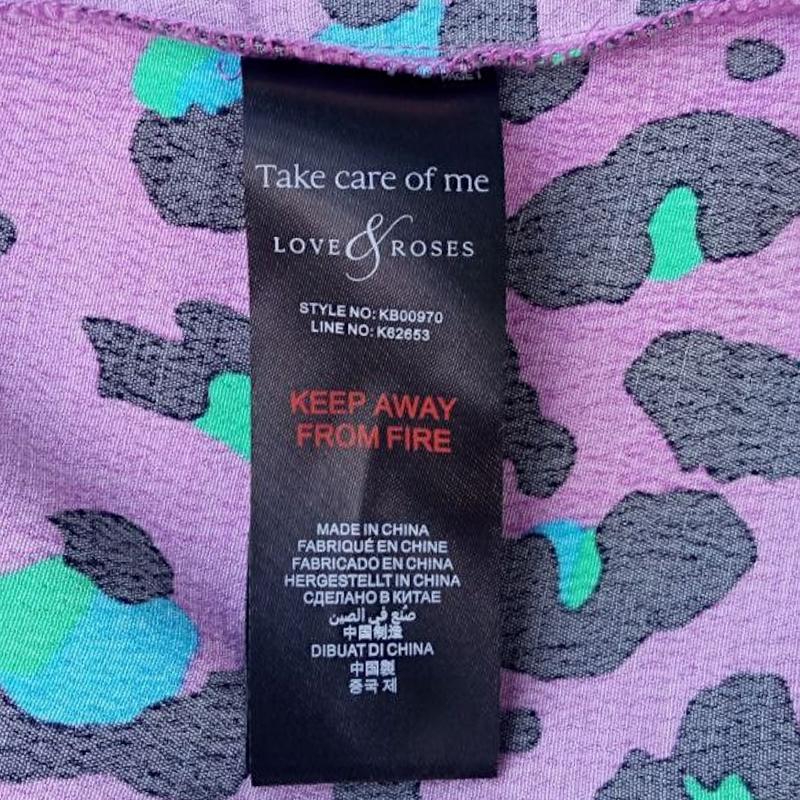 PAGE 1
Take care of me
LOVE & ROSES
STYLE NO: KB00970
LINE NO: K62653
KEEP AWAY
FROM FIRE
MADE IN CHINA
FABRIQUÉ EN CHINE
FABRICADO EN CHINA
HERGESTELLT IN CHINA
СДЕЛАНО В КИТАЕ
صنع في الصين
中国制造
DIBUAT DI CHINA
中国製
중국 제